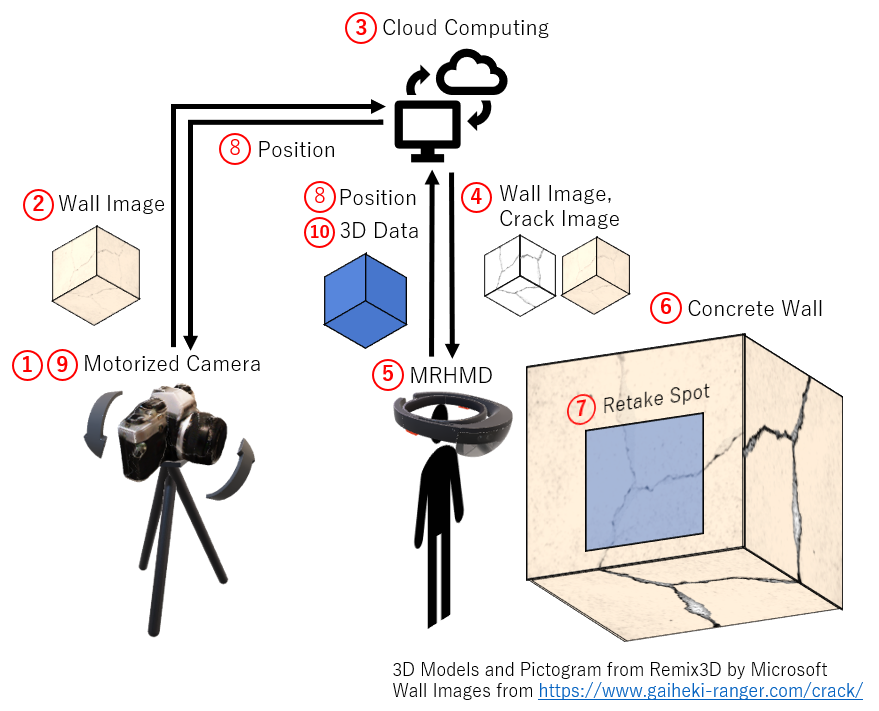 ③ Cloud Computing
⑧ Position
② Wall Image
⑧ Position
⑩ 3D Data
④ Wall Image,
Crack Image
⑥ Concrete Wall
① ⑨ Motorized Camera
⑤ MRHMD
⑦ Retake Spot
3D Models and Pictogram from Remix3D by Microsoft
Wall Images from https://www.gaiheki-ranger.com/crack/